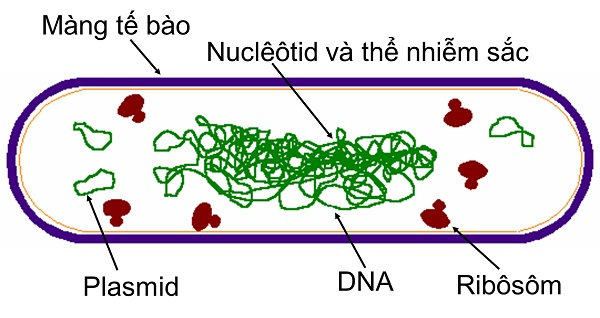 Màng tế bào
Nuclêôtid và thể nhiễm sắc
Plasmid
DNA
Ribôsôm